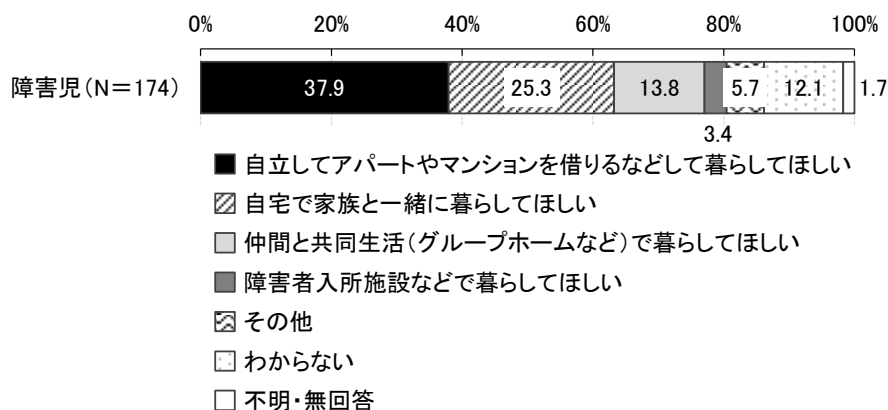 0% 20% 40% 60% 80% 100%
障害児(N=174) 37.9 25.3 13.8 5.7 12.1 1.7
3.4
自立してアパートやマンションを借りるなどして暮らしてほしい
自宅で家族と一緒に暮らしてほしい
仲間と共同生活(グループホームなど)で暮らしてほしい
障害者入所施設などで暮らしてほしい
その他
わからない
不明・無回答